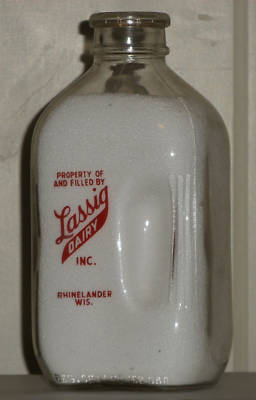 PROPERTY OF
AND FILLED BY
Lassig
DAIRY
INC.
RHINELANDER
WIS.